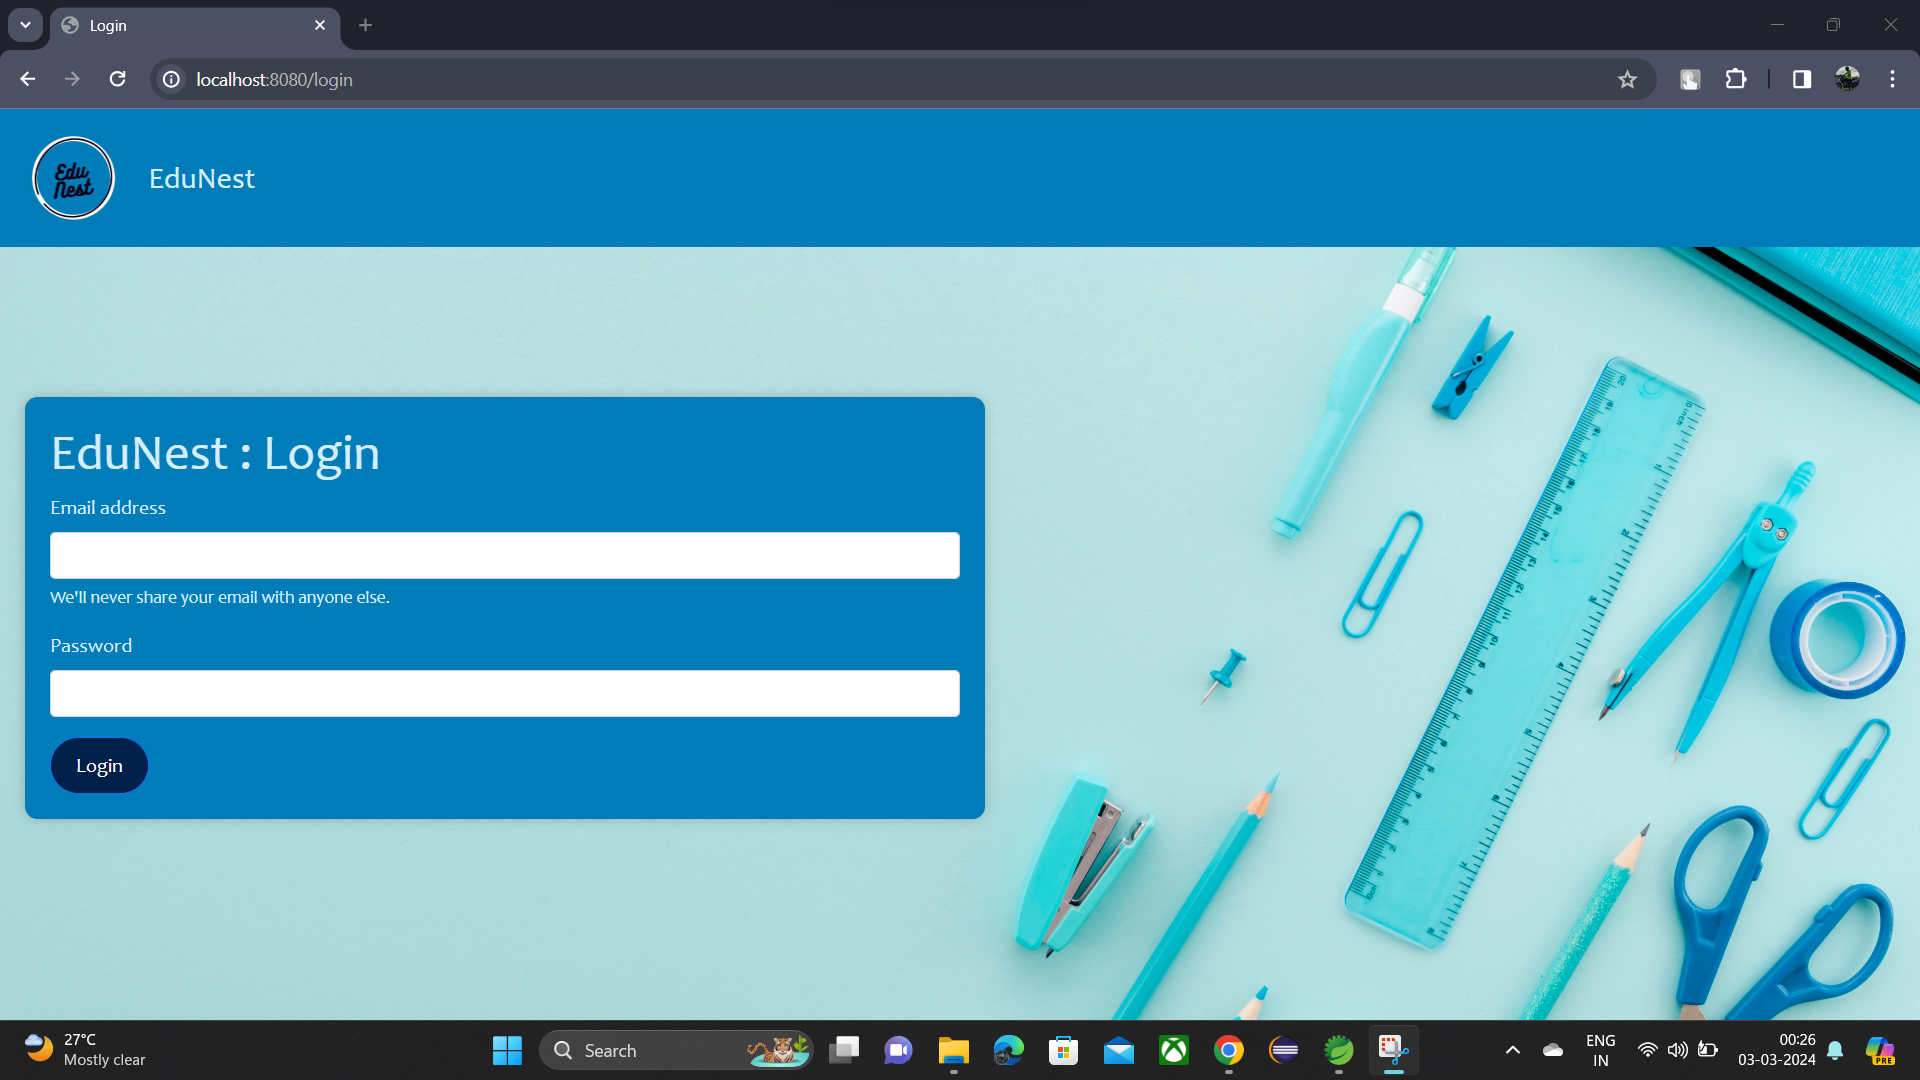 Login
localhost:8080/login
Edu
Nest
EduNest
EduNest : Login
Email address
We'll never share your email with anyone else.
Password
Login
27°C
Mostly clear
Search
ENG
IN
00:26
03-03-2024
PRE